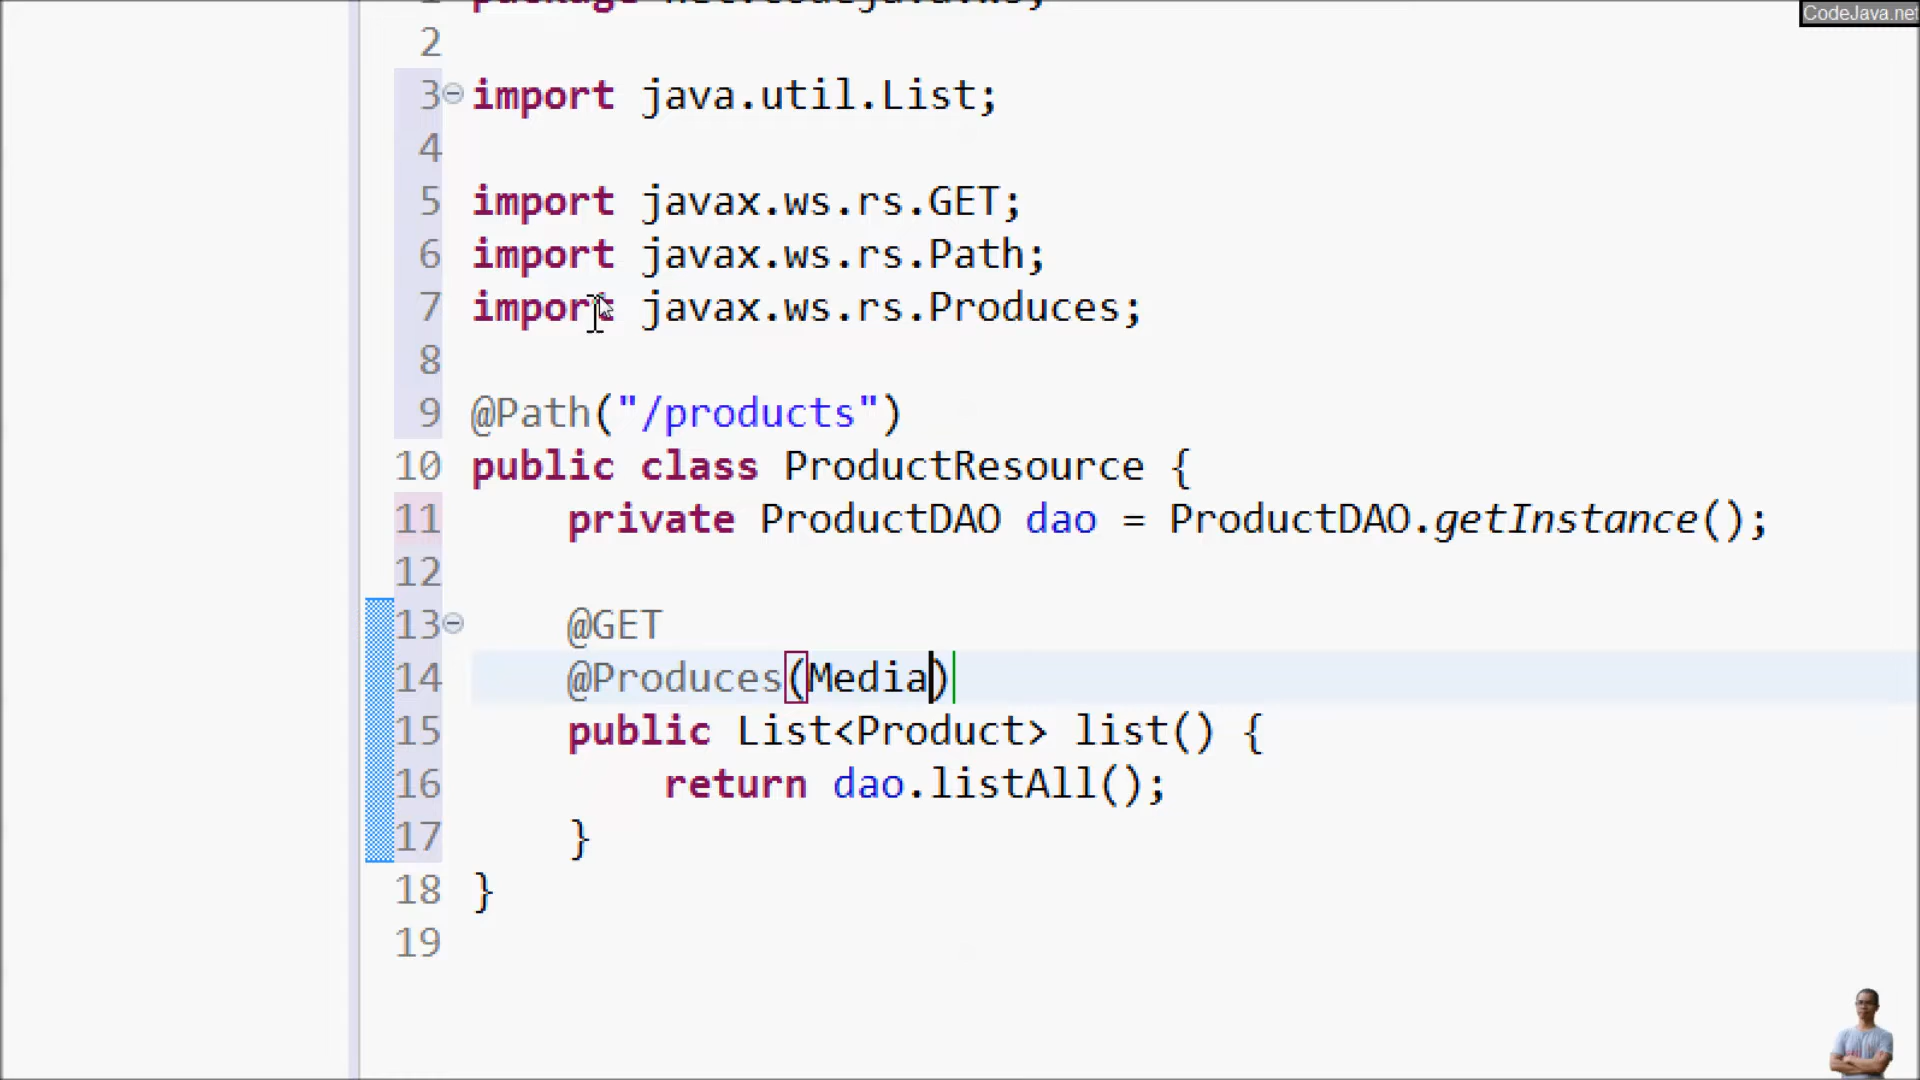 CodeJava.net
2
3 import java.util.List;
4
5 import javax.ws.rs.GET;
6 import javax.ws.rs.Path;
7 import javax.ws.rs.Produces;
8
9 @Path("/products")
10 public class ProductResource {
11 private ProductDAO dao = ProductDAO.getInstance();
12
13 @GET
14 @Produces(Media)
15 public List<Product> list() {
16 return dao.listAll();
17 }
18 }
19